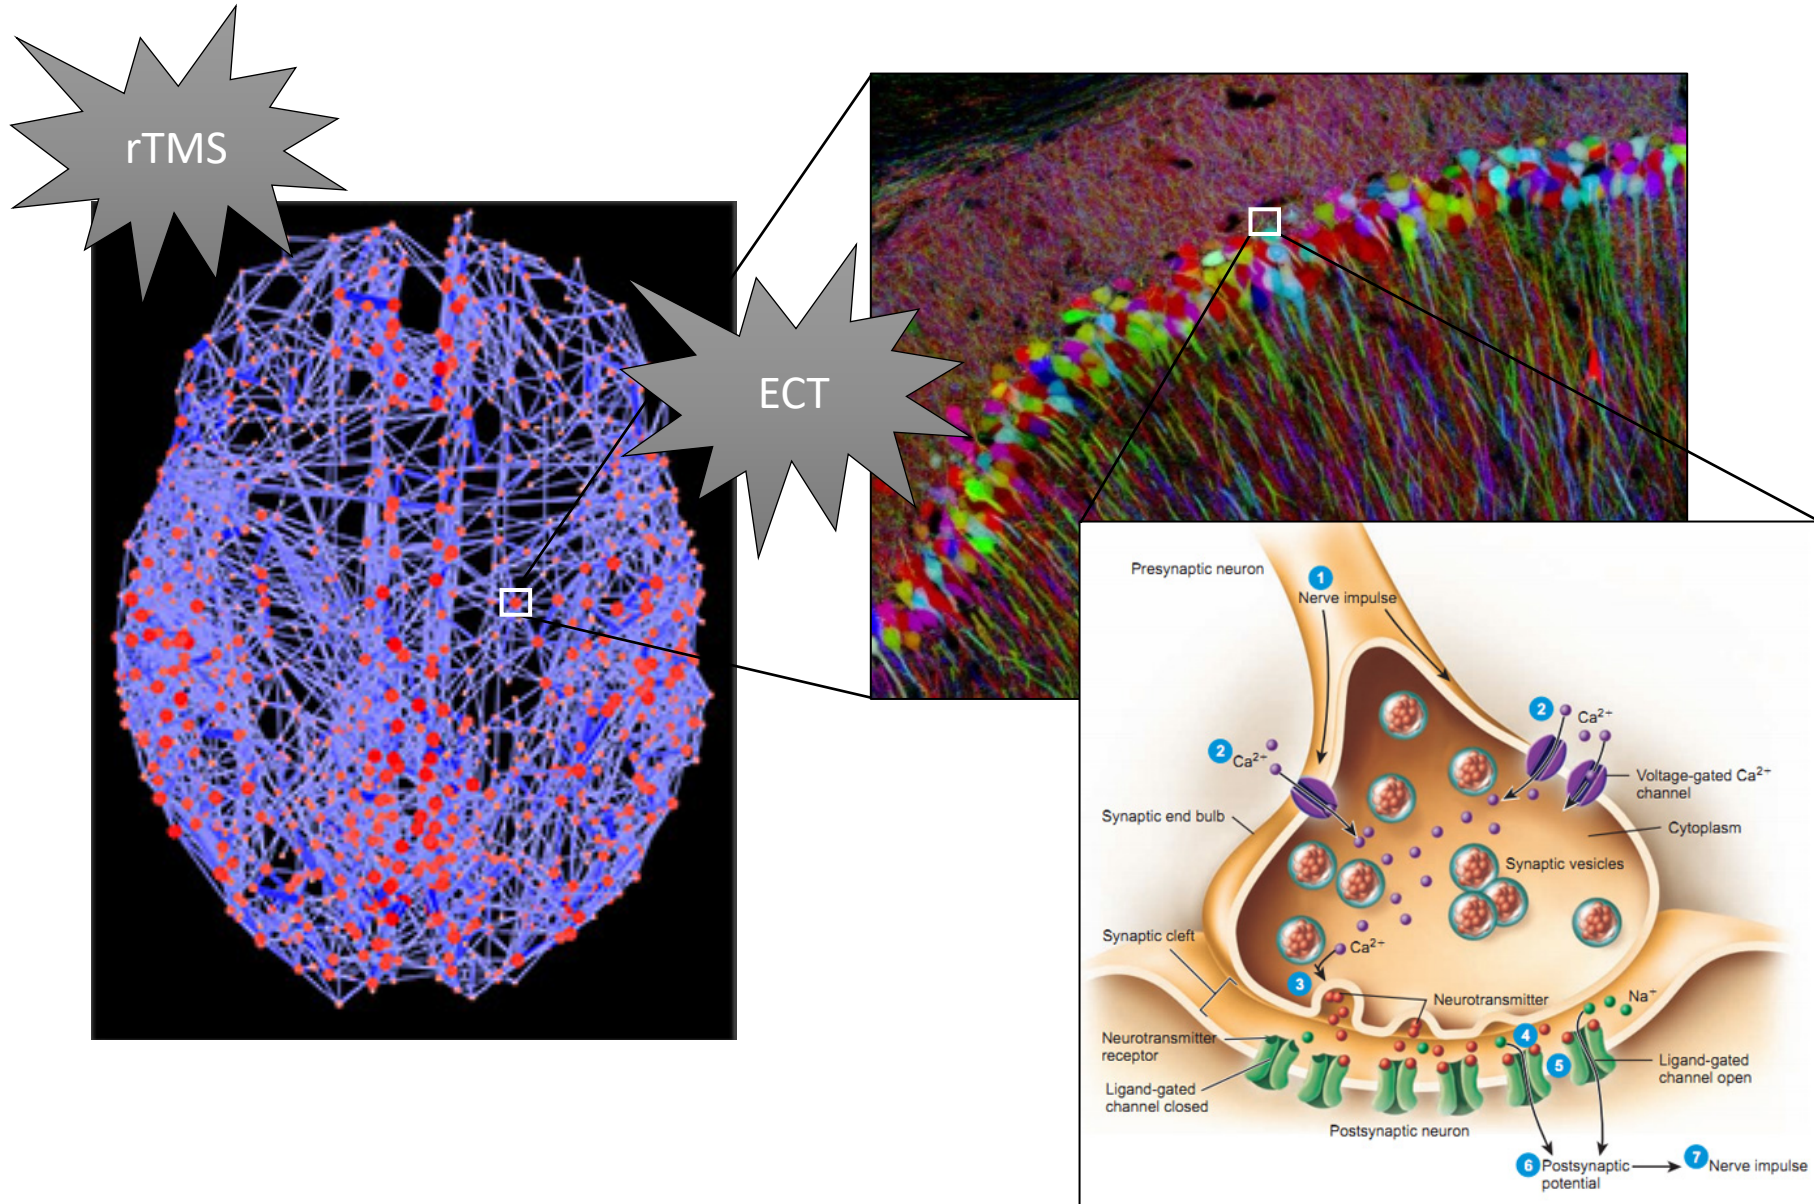 rTMS
ECT
Presynaptic neuron
1
Nerve impulse
2
Ca2+
2
Ca2+
Voltage-gated Ca2+
channel
Synaptic end bulb
Cytoplasm
Synaptic vesicles
Synaptic cleft
Ca2+
3
Neurotransmitter
Na+
Neurotransmitter
receptor
4
5
Ligand-gated
channel open
Ligand-gated
channel closed
Postsynaptic neuron
6 Postsynaptic
potential
7 Nerve impulse